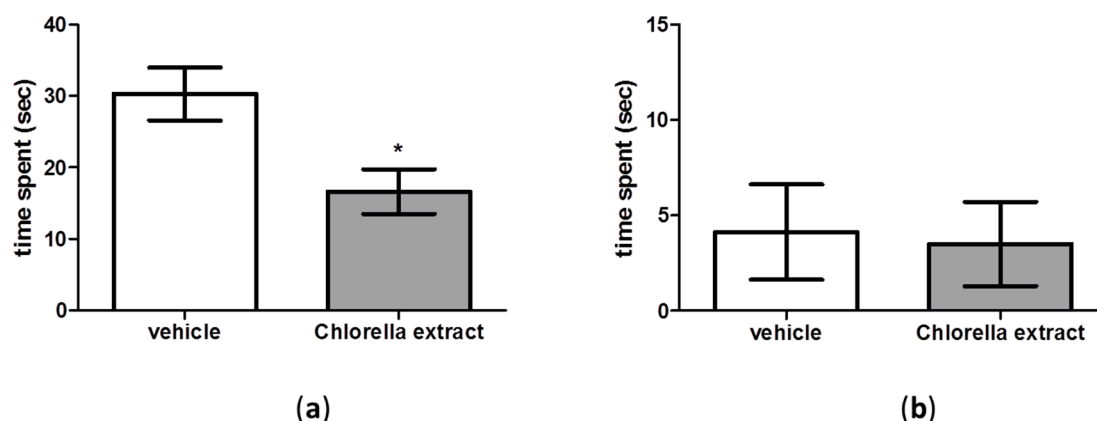 40
30
20
10
0
time spent (sec)
*
vehicle
Chlorella extract
(a)
15
10
5
0
time spent (sec)
vehicle
Chlorella extract
(b)